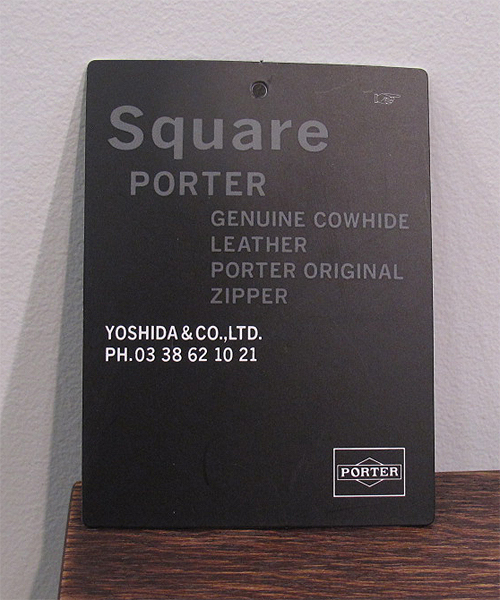 Square
PORTER
GENUINE COWHIDE
LEATHER
PORTER ORIGINAL
ZIPPER
YOSHIDA & CO.,LTD.
PH.03 38 62 10 21
PORTER